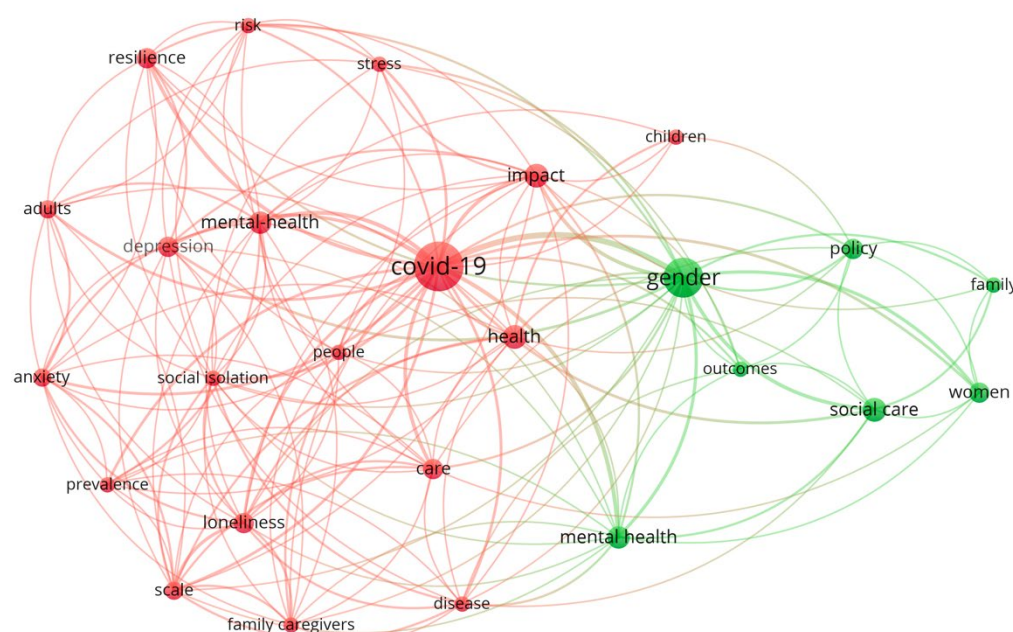 risk
resilience
stress
children
impact
adults
mental-health
depression
policy
covid-19
gender
family
health
people
outcomes
anxiety
social isolation
women
social care
care
prevalence
loneliness
mental health
scale
disease
family caregivers